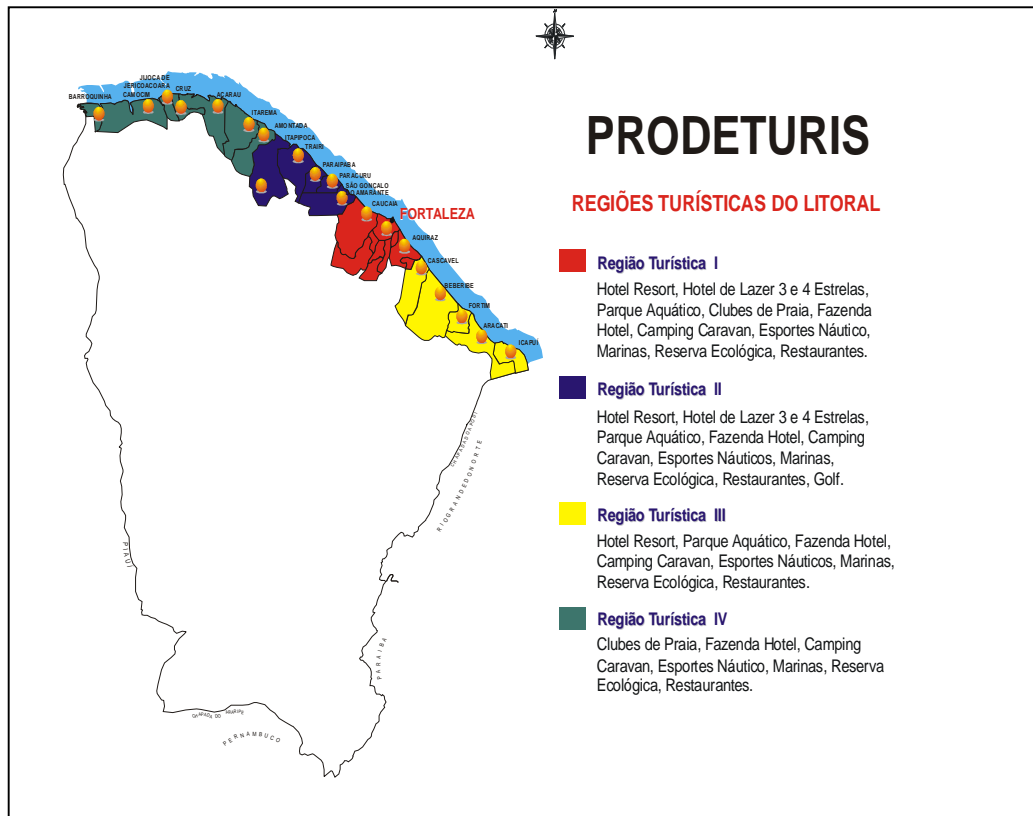 PRODETURIS
REGIÕES TURÍSTICAS DO LITORAL
Região Turística I
Hotel Resort, Hotel de Lazer 3 e 4 Estrelas,
Parque Aquático, Clubes de Praia, Fazenda
Hotel, Camping Caravan, Esportes Náutico,
Marinas, Reserva Ecológica, Restaurantes.
Região Turística II
Hotel Resort, Hotel de Lazer 3 e 4 Estrelas,
Parque Aquático, Fazenda Hotel, Camping
Caravan, Esportes Náuticos, Marinas,
Reserva Ecológica, Restaurantes, Golf.
Região Turística III
Hotel Resort, Parque Aquático, Fazenda Hotel,
Camping Caravan, Esportes Náuticos, Marinas,
Reserva Ecológica, Restaurantes.
Região Turística IV
Clubes de Praia, Fazenda Hotel, Camping
Caravan, Esportes Náutico, Marinas, Reserva
Ecológica, Restaurantes.
BARROQUINHA
CAMOCIM
JIJOCA DE
JERICOACOARA
CRUZ
ACARAU
ITAREMA
AMONTADA
ITAPIPOCA
TRAIRI
PARAIPABA
PARACURU
SÃO GONÇALO
DO AMARANTE
CAUCAIA
FORTALEZA
AQUIRAZ
CASCAVEL
BEBERIBE
FORTIM
ARACATI
ICAPUÍ
RIO GRANDE DO NORTE
PIAUÍ
PARAIBA
CHAPADA DO ARARIPE
PERNAMBUCO